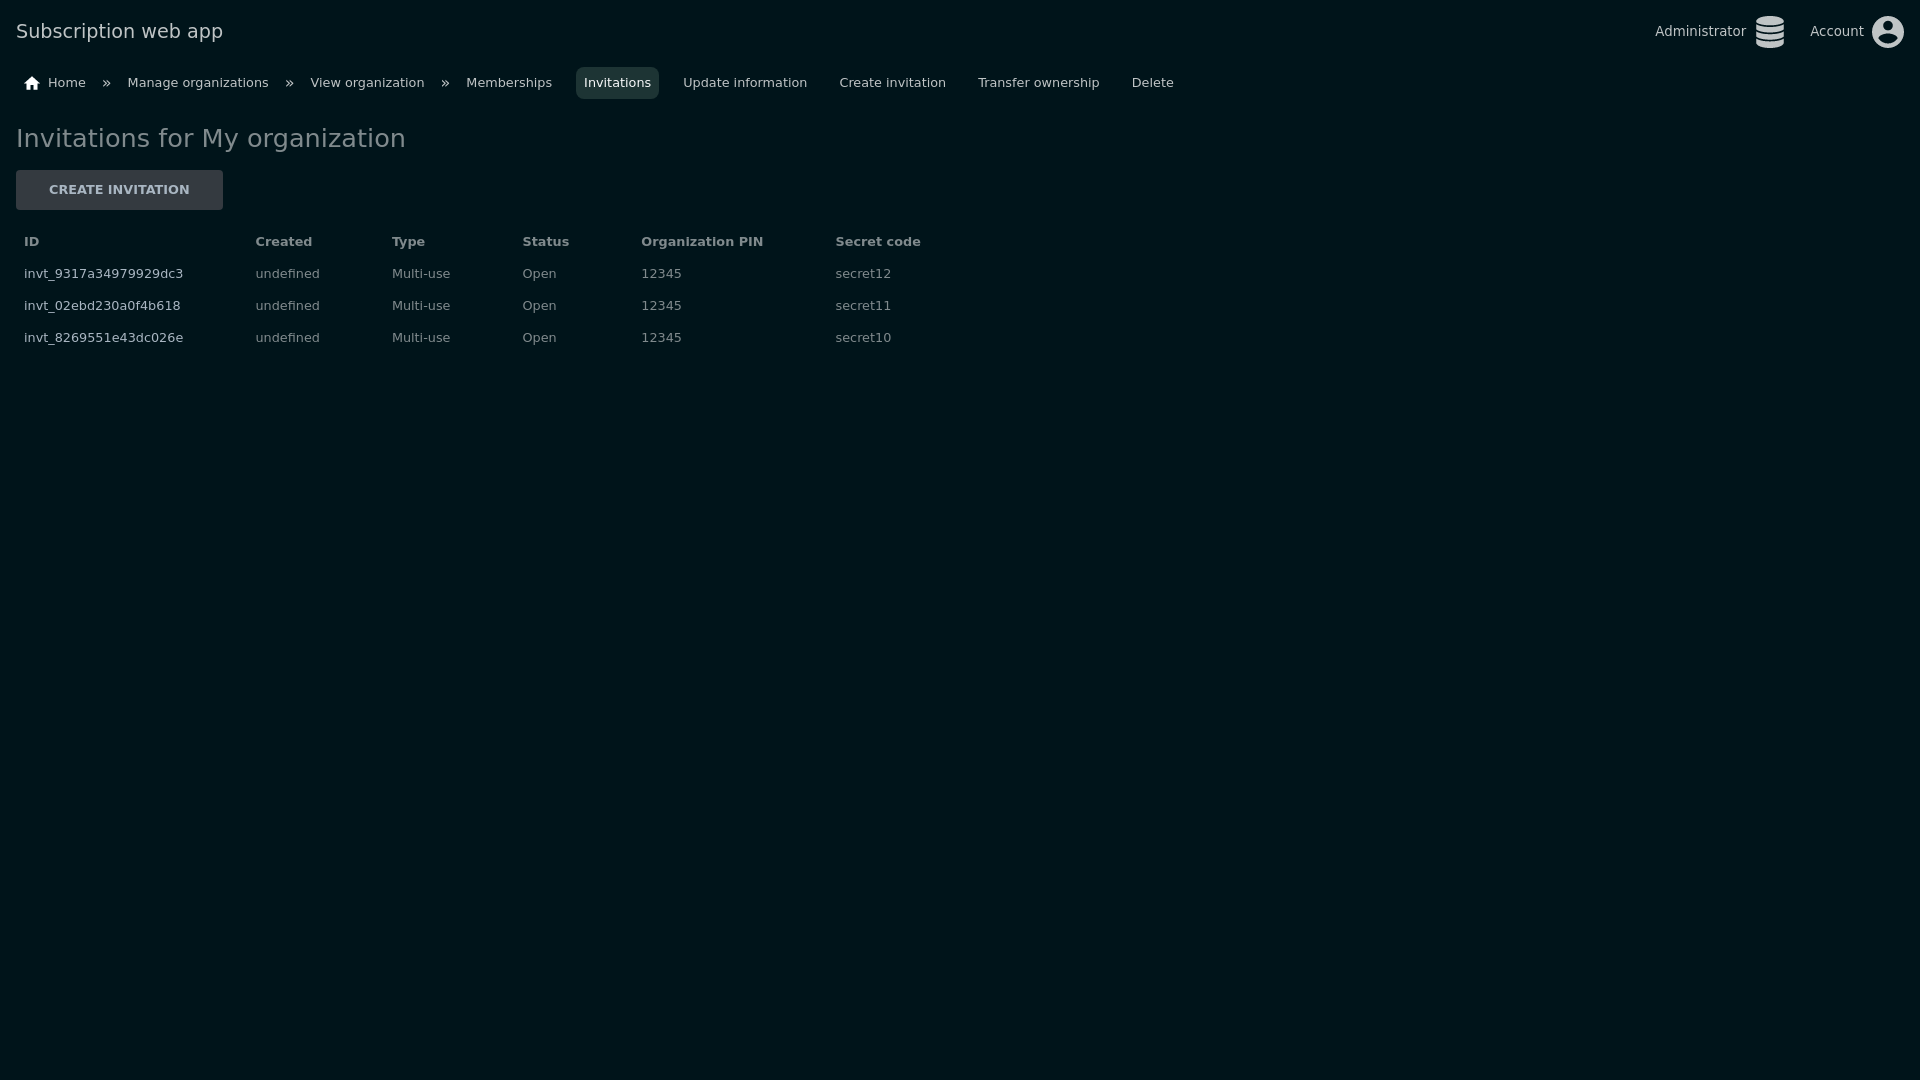 Subscription web app
Administrator
Account
Home » Manage organizations » View organization » Memberships Invitations Update information Create invitation Transfer ownership Delete
Invitations for My organization
CREATE INVITATION
ID Created Type Status Organization PIN Secret code
invt_9317a34979929dc3 undefined Multi-use Open 12345 secret12
invt_02ebd230a0f4b618 undefined Multi-use Open 12345 secret11
invt_8269551e43dc026e undefined Multi-use Open 12345 secret10